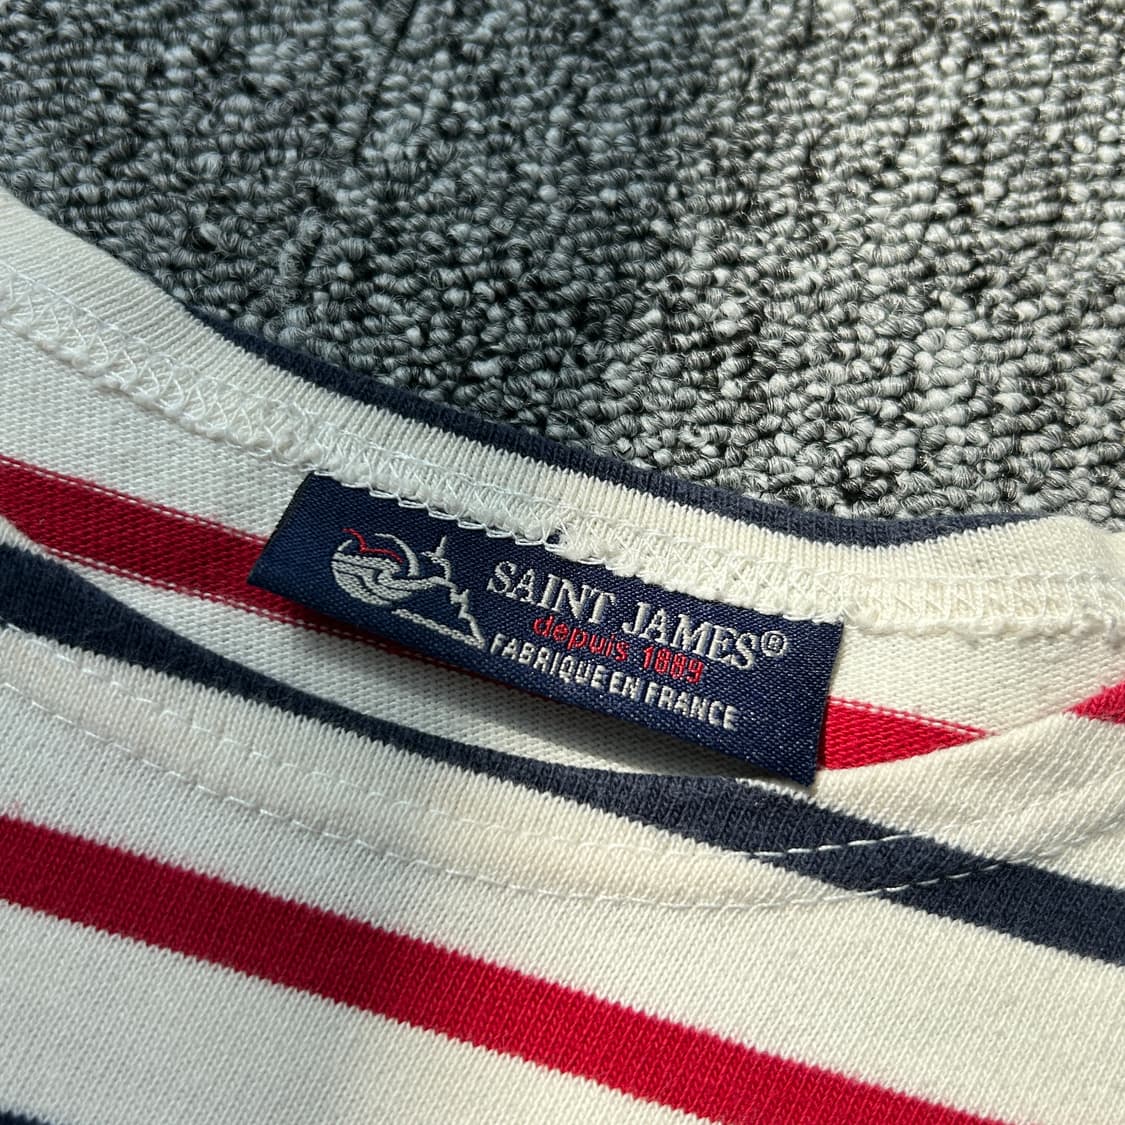 SAINT JAMES®
depuis 1889
FABRIQUE EN FRANCE